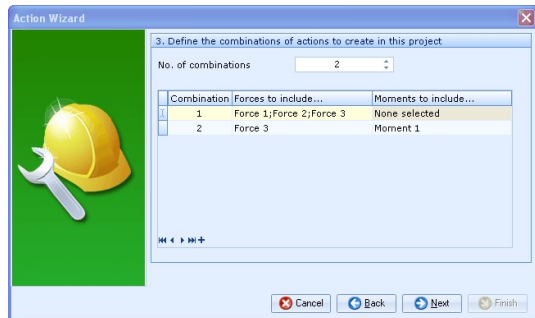 Action Wizard
3. Define the combinations of actions to create in this project
No. of combinations 2
Combination Forces to include... Moments to include...
1 Force 1;Force 2;Force 3 None selected
2 Force 3 Moment 1
Cancel Back Next Finish